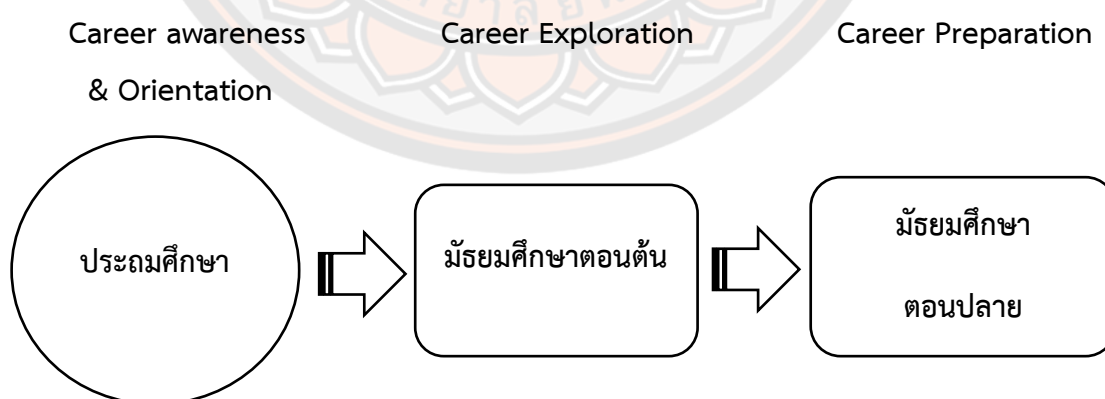 Career awareness
& Orientation
Career Exploration
Career Preparation
ประถมศึกษา
มัธยมศึกษาตอนต้น
มัธยมศึกษา
ตอนปลาย